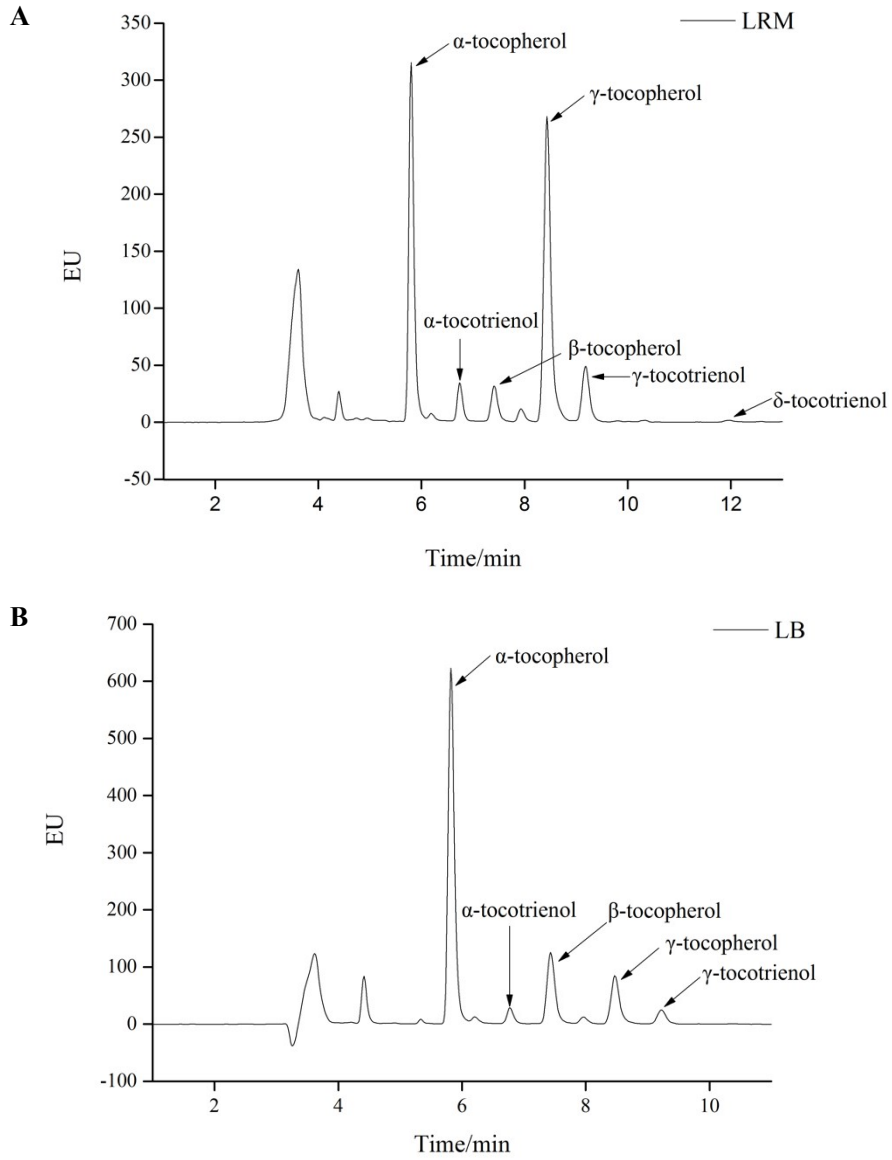 A
LRM
350
300
250
200
150
100
50
0
-50
EU
α-tocopherol
γ-tocopherol
α-tocotrienol
β-tocopherol
γ-tocotrienol
δ-tocotrienol
2 4 6 8 10 12
Time/min
B
LB
700
600
500
400
300
200
100
0
-100
EU
α-tocopherol
α-tocotrienol
β-tocopherol
γ-tocopherol
γ-tocotrienol
2 4 6 8 10
Time/min